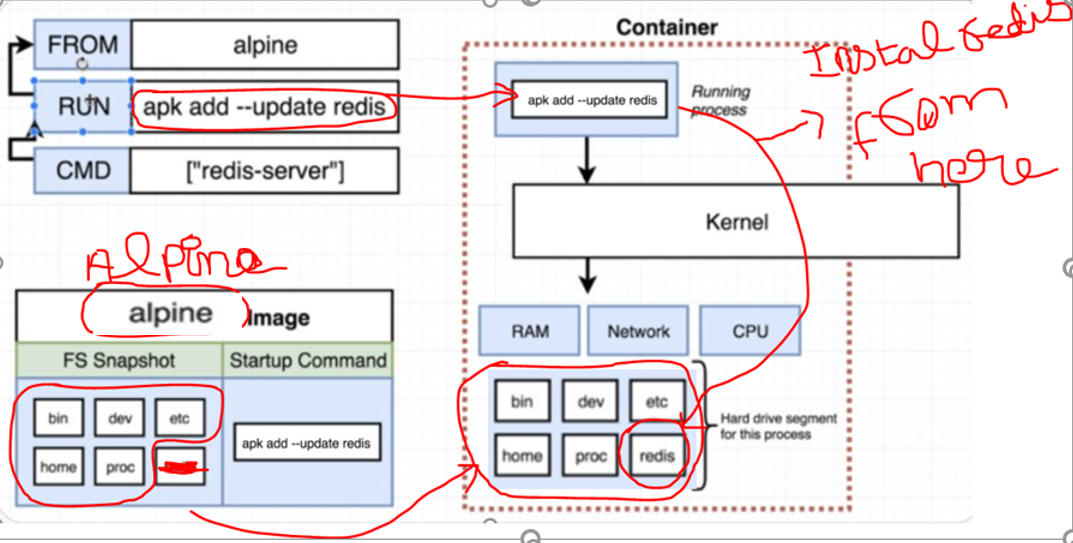 FROM alpine
RUN apk add --update redis
CMD ["redis-server"]
Alpine
alpine Image
FS Snapshot Startup Command
bin dev etc
home proc
apk add --update redis
Container
apk add --update redis
Running
process
Instal redis
from
here
Kernel
RAM Network CPU
bin dev etc
home proc redis
Hard drive segment
for this process